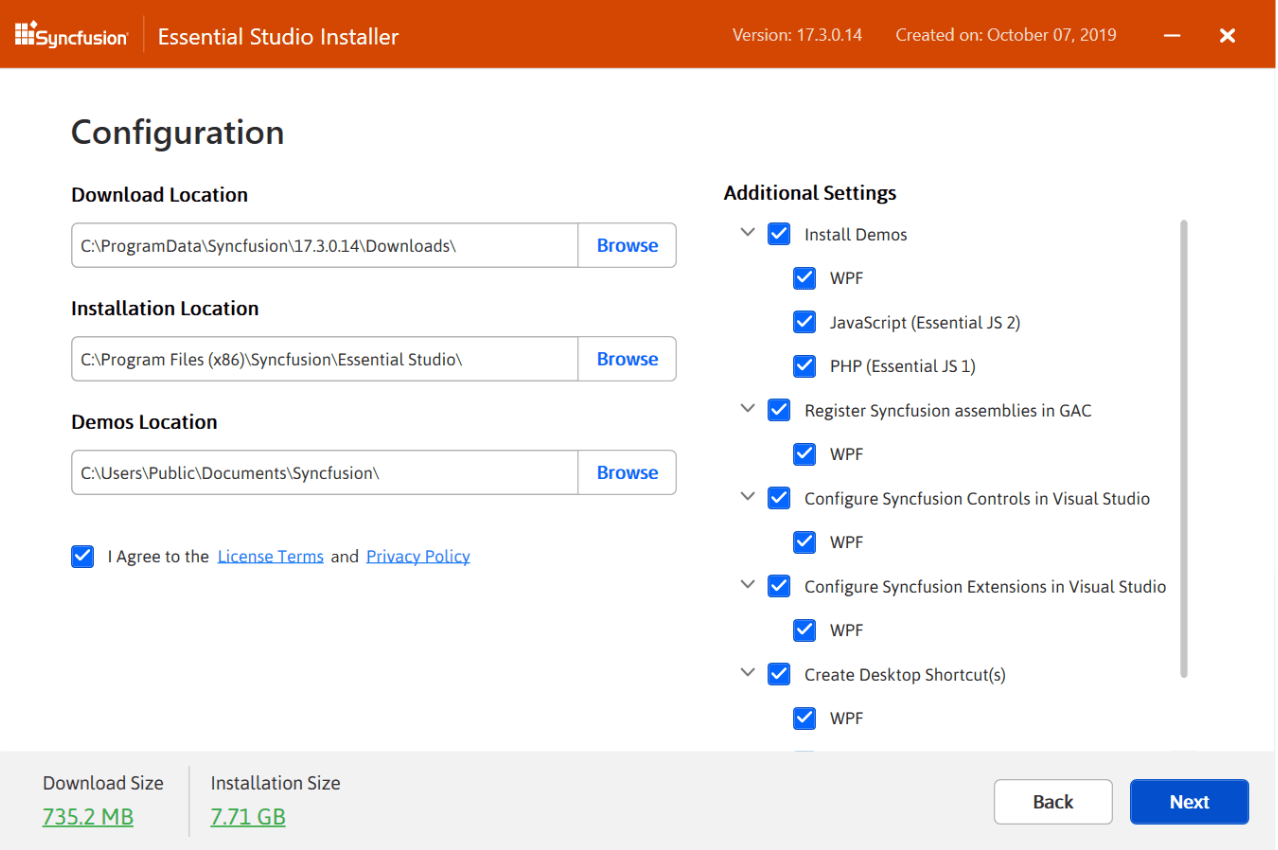 Syncfusion
Essential Studio Installer
Version: 17.3.0.14
Created on: October 07, 2019
Configuration
Download Location
C:\ProgramData\Syncfusion\17.3.0.14\Downloads\
Browse
Installation Location
C:\Program Files (x86)\Syncfusion\Essential Studio\
Browse
Demos Location
C:\Users\Public\Documents\Syncfusion\
Browse
I Agree to the License Terms and Privacy Policy
Additional Settings
Install Demos
WPF
JavaScript (Essential JS 2)
PHP (Essential JS 1)
Register Syncfusion assemblies in GAC
WPF
Configure Syncfusion Controls in Visual Studio
WPF
Configure Syncfusion Extensions in Visual Studio
WPF
Create Desktop Shortcut(s)
WPF
Download Size
735.2 MB
Installation Size
7.71 GB
Back
Next